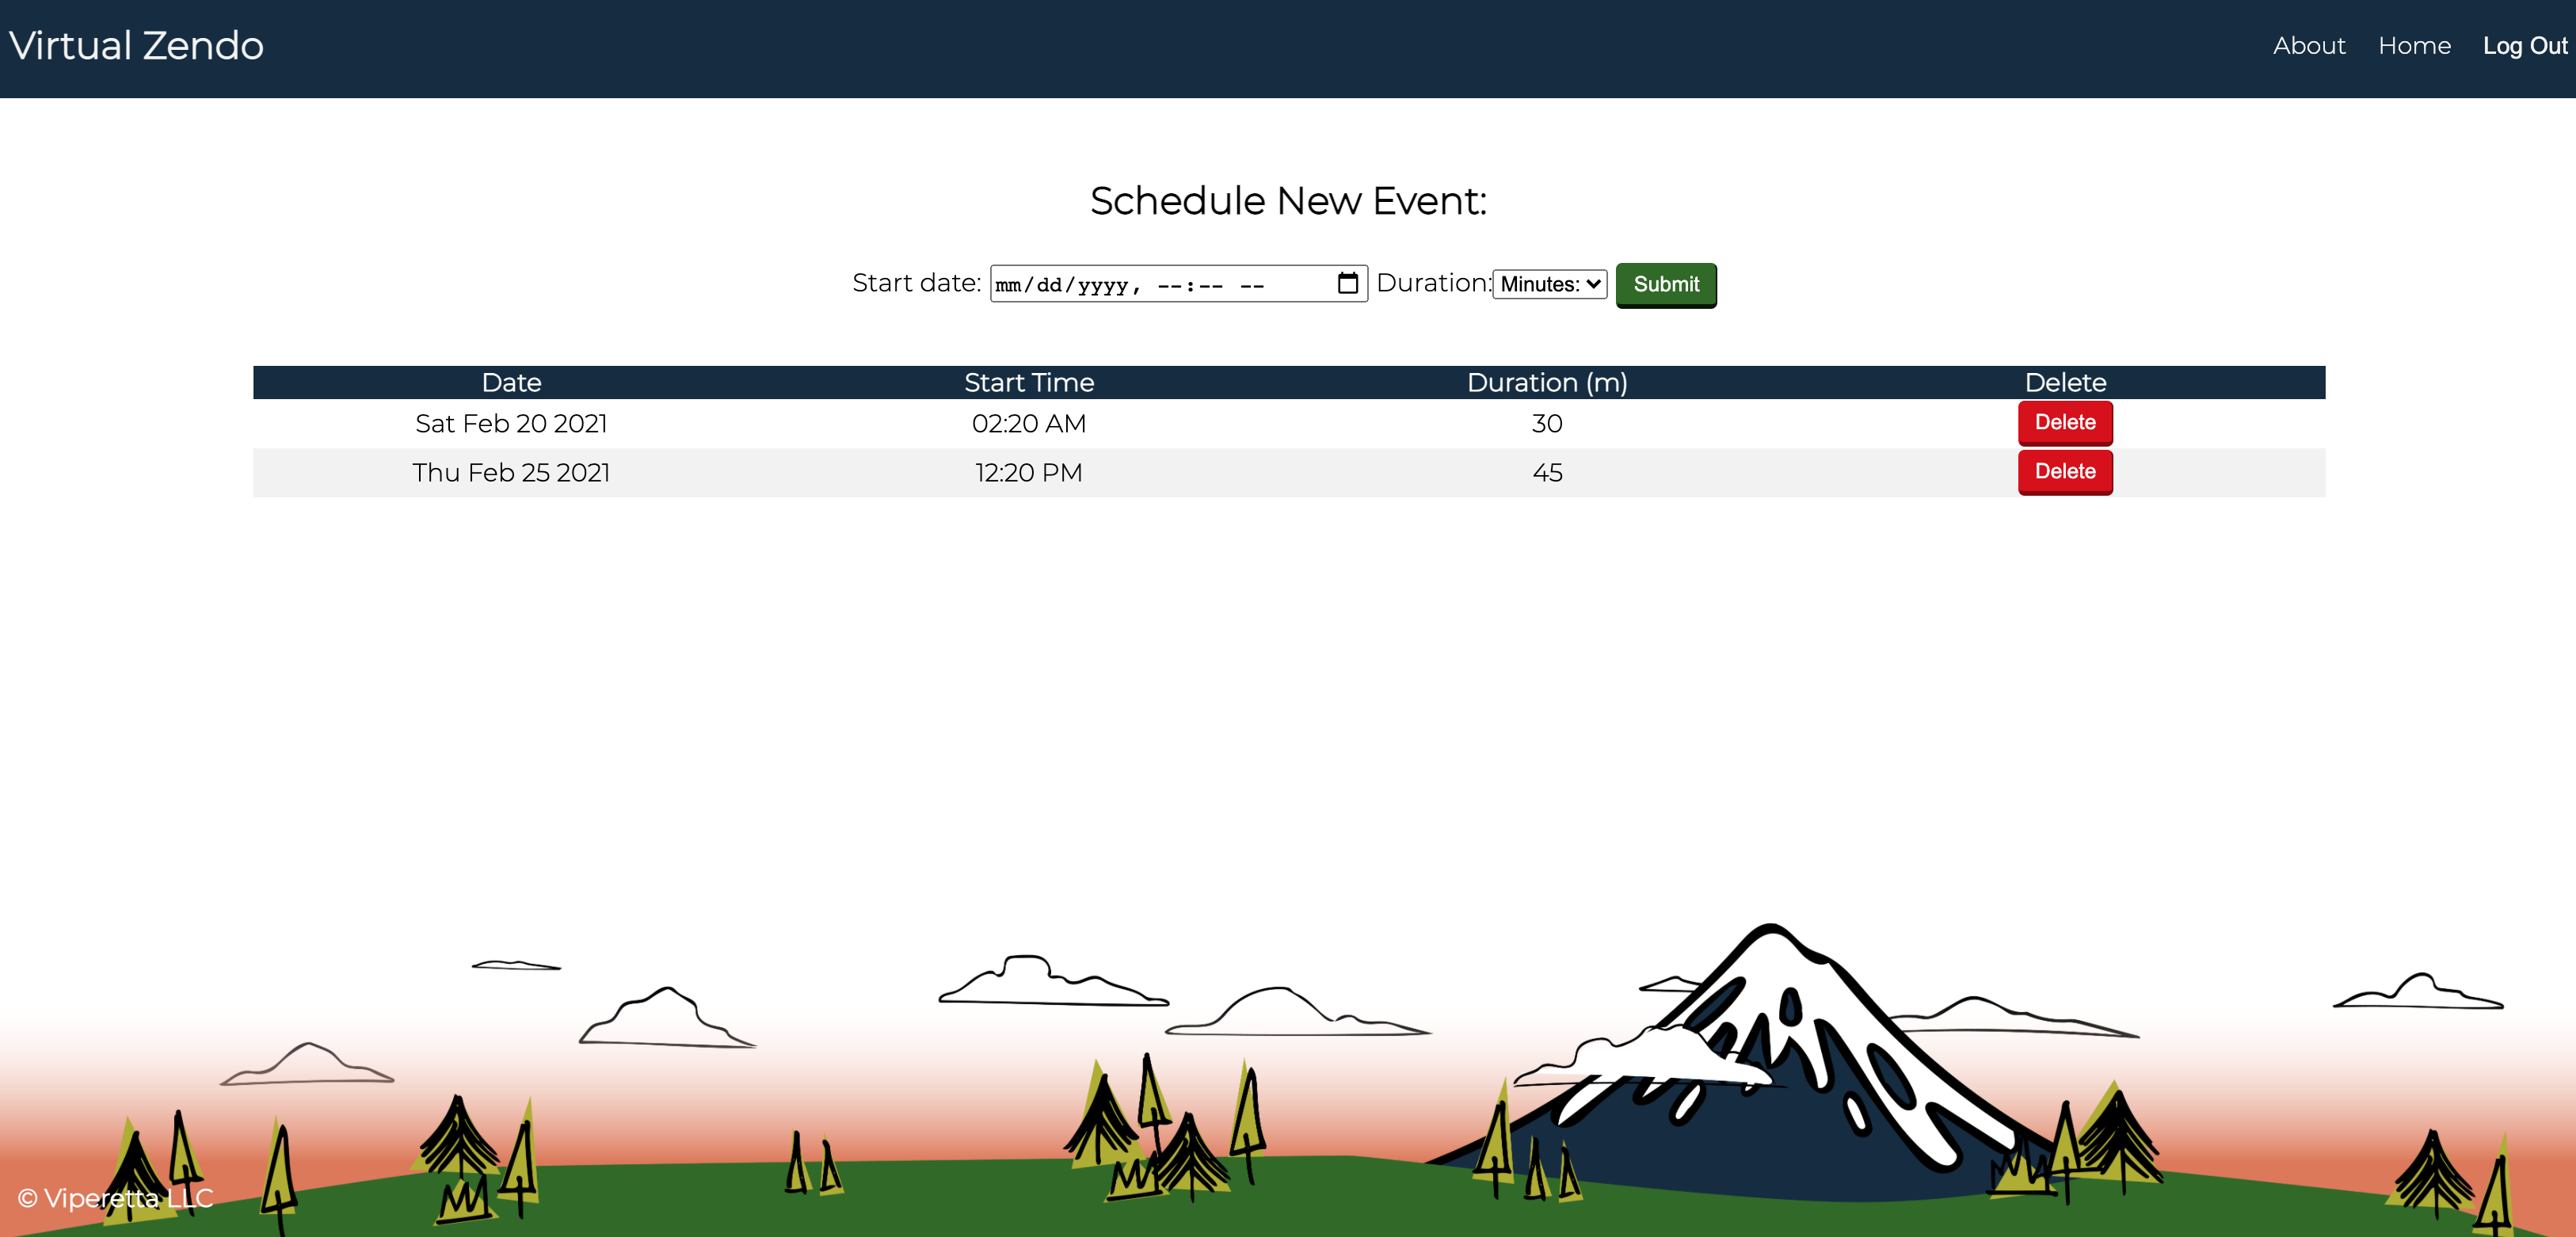 Virtual Zendo About Home Log Out
Schedule New Event:
Start date: mm/dd/yyyy, --:-- -- Duration: Minutes: Submit
Date Start Time Duration (m) Delete
Sat Feb 20 2021 02:20 AM 30 Delete
Thu Feb 25 2021 12:20 PM 45 Delete
© Viperetta LLC